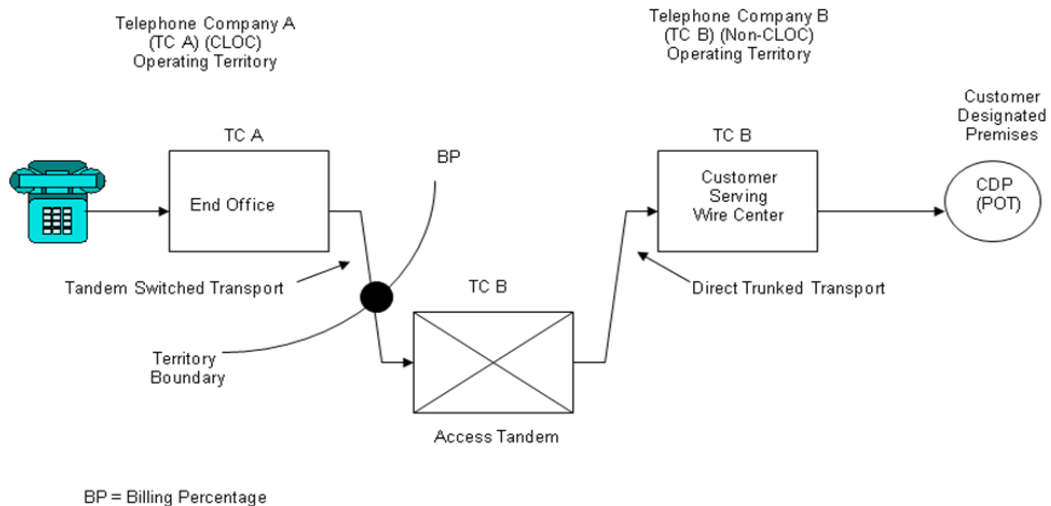 Telephone Company A
(TC A) (CLOC)
Operating Territory
Telephone Company B
(TC B) (Non-CLOC)
Operating Territory
Customer
Designated
Premises
TC A
BP
TC B
End Office
Customer
Serving
Wire Center
CDP
(POT)
Tandem Switched Transport
TC B
Direct Trunked Transport
Territory
Boundary
Access Tandem
BP = Billing Percentage